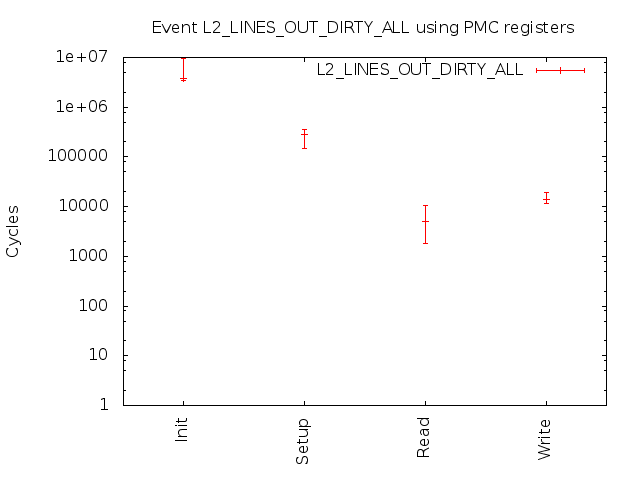 Event L2_LINES_OUT_DIRTY_ALL using PMC registers
L2_LINES_OUT_DIRTY_ALL
1e+07
1e+06
100000
10000
1000
100
10
1
Cycles
Init
Setup
Read
Write